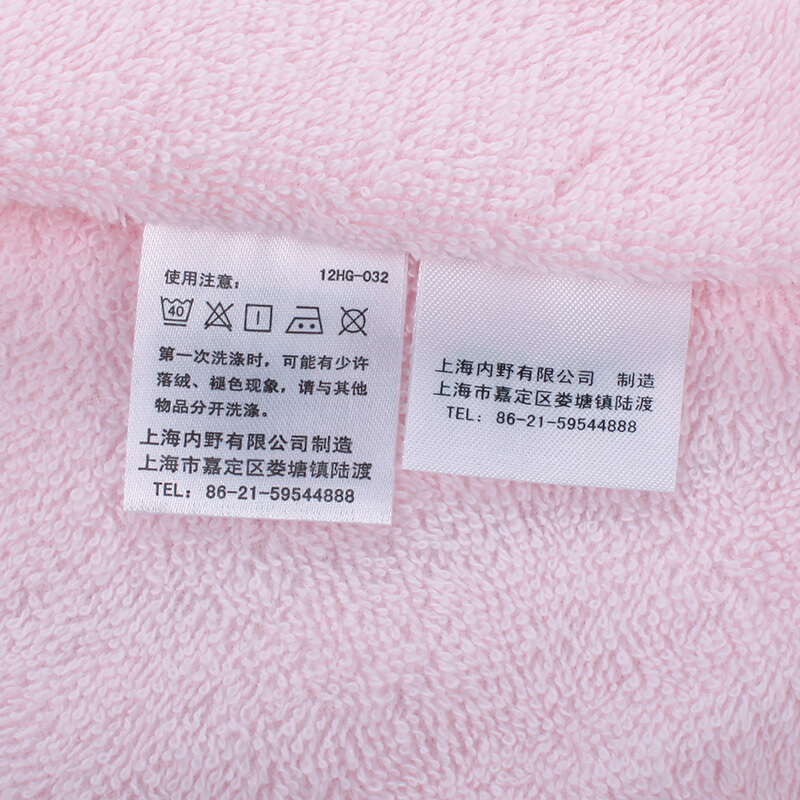 使用注意： 12HG-032
40
第一次洗涤时，可能有少许
落绒、褪色现象，请与其他
物品分开洗涤。
上海内野有限公司制造
上海市嘉定区娄塘镇陆渡
TEL：86-21-59544888
上海内野有限公司 制造
上海市嘉定区娄塘镇陆渡
TEL：86-21-59544888